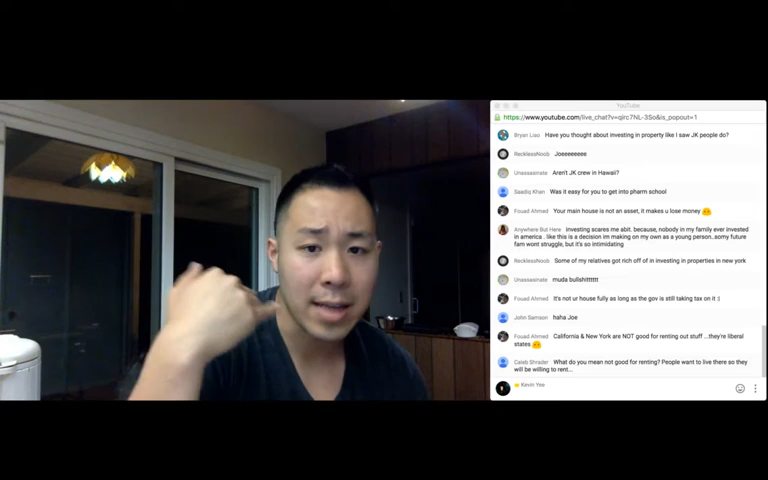 YouTube
https://www.youtube.com/live_chat?v=qirc7NL-3So&is_popout=1
Bryan Liao Have you thought about investing in property like I saw JK people do?
RecklessNoob Joeeeeeeee
Unassasinate Aren't JK crew in Hawaii?
Saadiq Khan Was it easy for you to get into pharm school
Fouad Ahmed Your main house is not an asset, it makes u lose money
Anywhere But Here investing scares me abit. because, nobody in my family ever invested
in america . like this is a decision im making on my own as a young person..somy future
fam wont struggle, but it's so intimidating
RecklessNoob Some of my relatives got rich off of in investing in properties in new york
Unassasinate muda bulishitttttt
Fouad Ahmed It's not ur house fully as long as the gov is still taking tax on it :(
John Samson haha Joe
Fouad Ahmed California & New York are NOT good for renting out stuff ...they're liberal
states
Caleb Shrader What do you mean not good for renting? People want to live there so they
will be willing to rent...
Kevin Yee